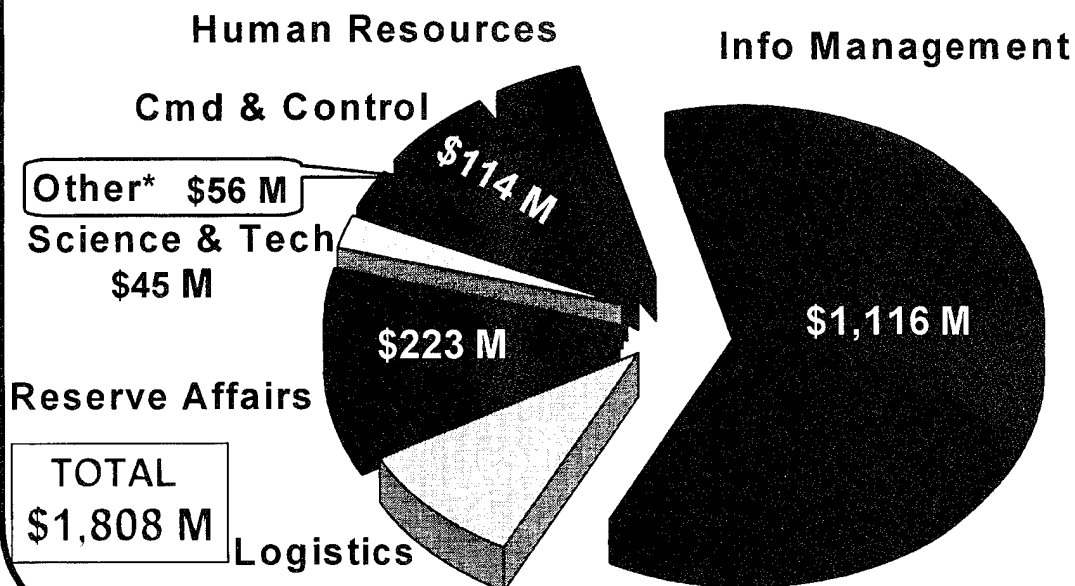 Human Resources
Info Management
Cmd & Control
$114 M
Other* $56 M
Science & Tech
$45 M
$1,116 M
$223 M
Reserve Affairs
TOTAL
$1,808 M
Logistics